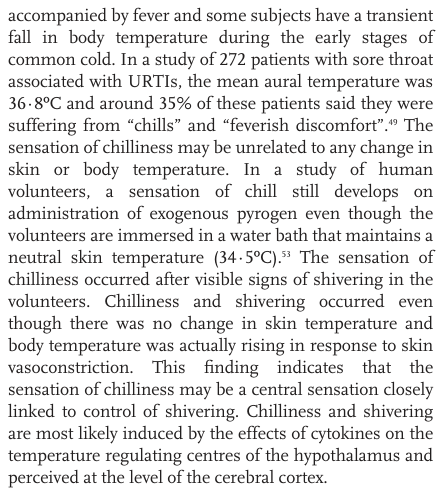 accompanied by fever and some subjects have a transient
fall in body temperature during the early stages of
common cold. In a study of 272 patients with sore throat
associated with URTIs, the mean aural temperature was
36·8ºC and around 35% of these patients said they were
suffering from “chills” and “feverish discomfort”.⁴⁹ The
sensation of chilliness may be unrelated to any change in
skin or body temperature. In a study of human
volunteers, a sensation of chill still develops on
administration of exogenous pyrogen even though the
volunteers are immersed in a water bath that maintains a
neutral skin temperature (34·5ºC).⁵³ The sensation of
chilliness occurred after visible signs of shivering in the
volunteers. Chilliness and shivering occurred even
though there was no change in skin temperature and
body temperature was actually rising in response to skin
vasoconstriction. This finding indicates that the
sensation of chilliness may be a central sensation closely
linked to control of shivering. Chilliness and shivering
are most likely induced by the effects of cytokines on the
temperature regulating centres of the hypothalamus and
perceived at the level of the cerebral cortex.